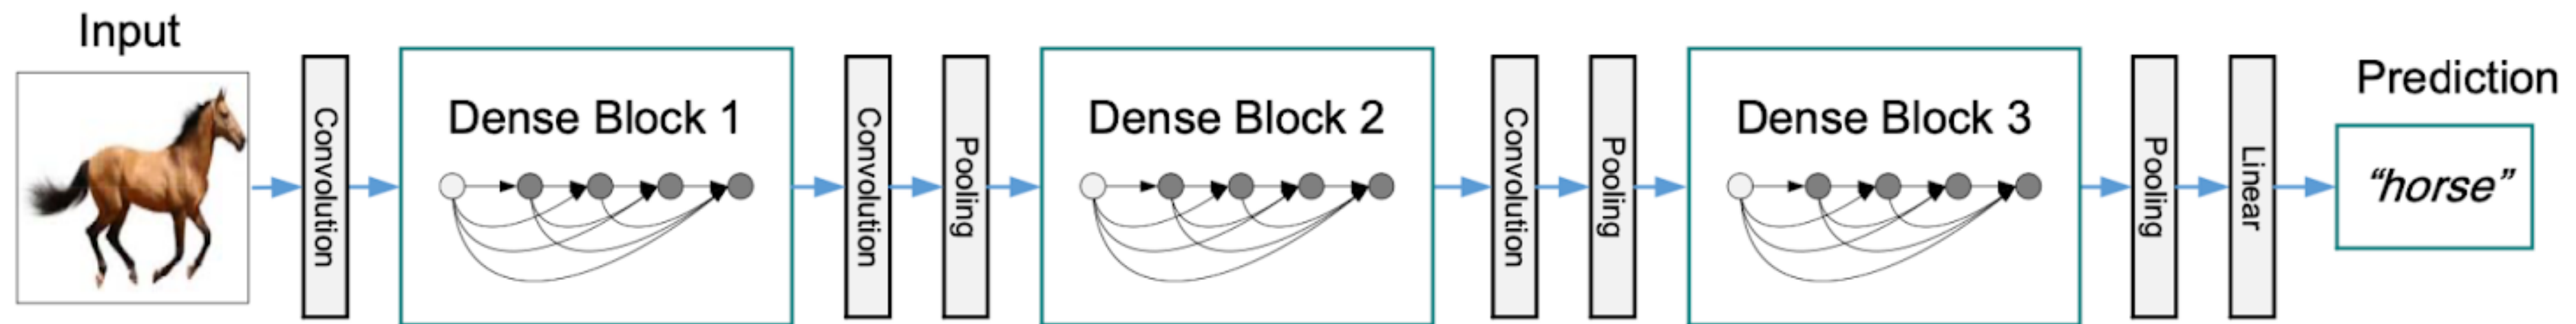 Input
Convolution
Dense Block 1
Convolution
Pooling
Dense Block 2
Convolution
Pooling
Dense Block 3
Pooling
Linear
Prediction
“horse”